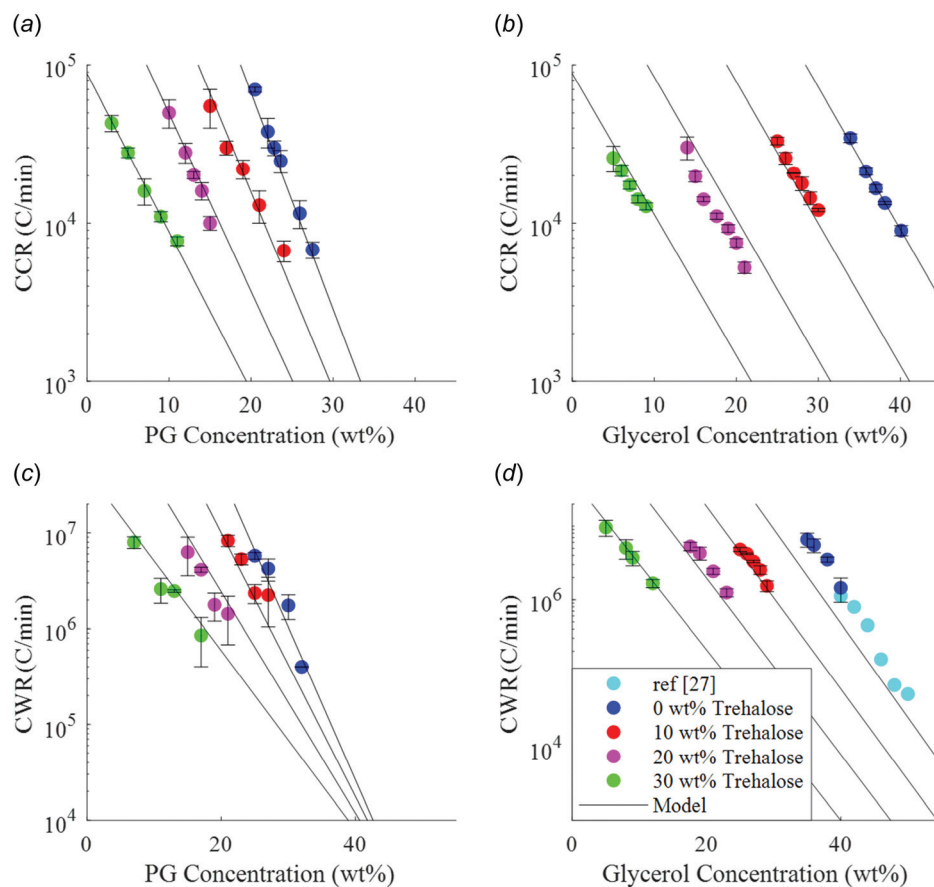 (a)
10^5
10^4
10^3
CCR (C/min)
0 10 20 30 40
PG Concentration (wt%)
(b)
10^5
10^4
10^3
CCR (C/min)
0 10 20 30 40
Glycerol Concentration (wt%)
(c)
10^7
10^6
10^5
10^4
CWR (C/min)
0 20 40
PG Concentration (wt%)
(d)
10^6
10^4
CWR (C/min)
ref [27]
0 wt% Trehalose
10 wt% Trehalose
20 wt% Trehalose
30 wt% Trehalose
Model
0 20 40
Glycerol Concentration (wt%)